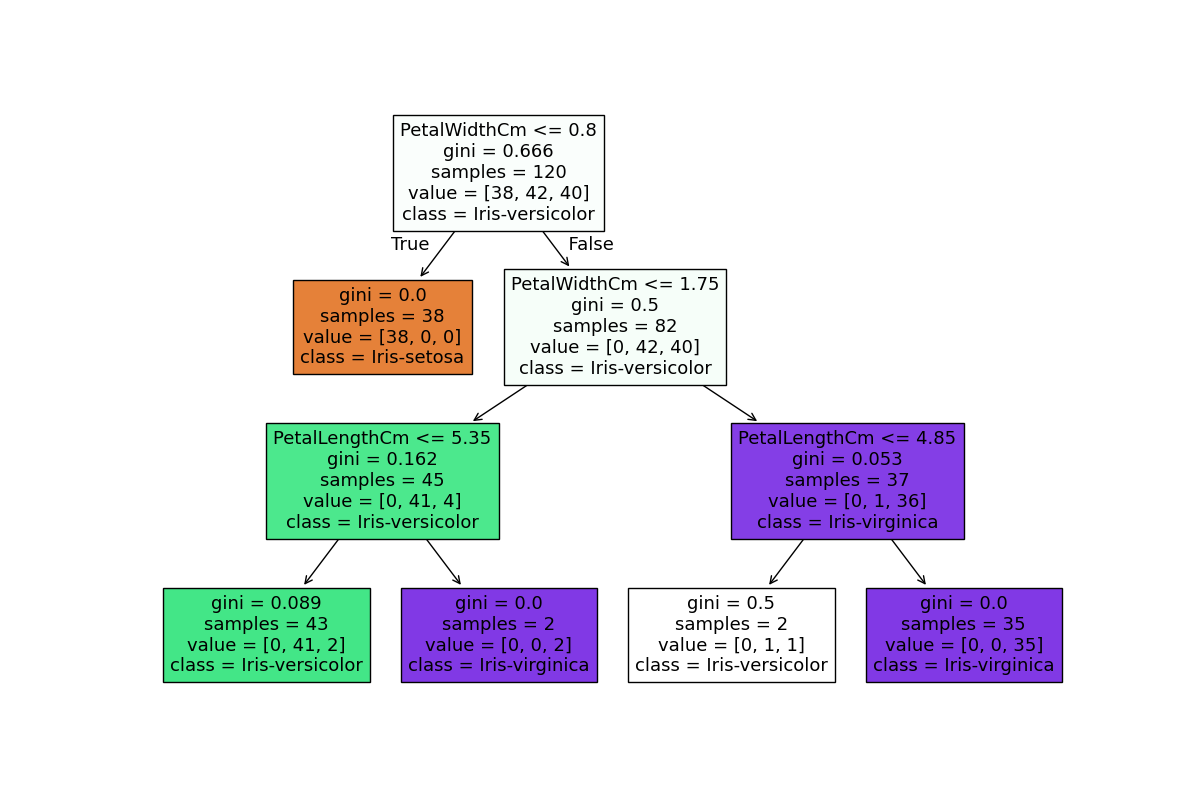 PetalWidthCm <= 0.8
gini = 0.666
samples = 120
value = [38, 42, 40]
class = Iris-versicolor
True
False
gini = 0.0
samples = 38
value = [38, 0, 0]
class = Iris-setosa
PetalWidthCm <= 1.75
gini = 0.5
samples = 82
value = [0, 42, 40]
class = Iris-versicolor
PetalLengthCm <= 5.35
gini = 0.162
samples = 45
value = [0, 41, 4]
class = Iris-versicolor
PetalLengthCm <= 4.85
gini = 0.053
samples = 37
value = [0, 1, 36]
class = Iris-virginica
gini = 0.089
samples = 43
value = [0, 41, 2]
class = Iris-versicolor
gini = 0.0
samples = 2
value = [0, 0, 2]
class = Iris-virginica
gini = 0.5
samples = 2
value = [0, 1, 1]
class = Iris-versicolor
gini = 0.0
samples = 35
value = [0, 0, 35]
class = Iris-virginica